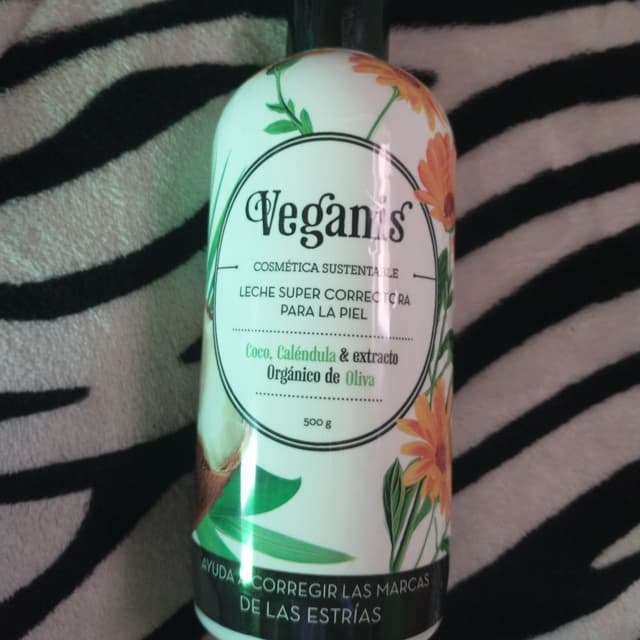 Veganis
COSMÉTICA SUSTENTABLE
LECHE SUPER CORRECTORA
PARA LA PIEL
Coco, Caléndula & extracto
Orgánico de Oliva
500 g
AYUDA A CORREGIR LAS MARCAS
DE LAS ESTRÍAS